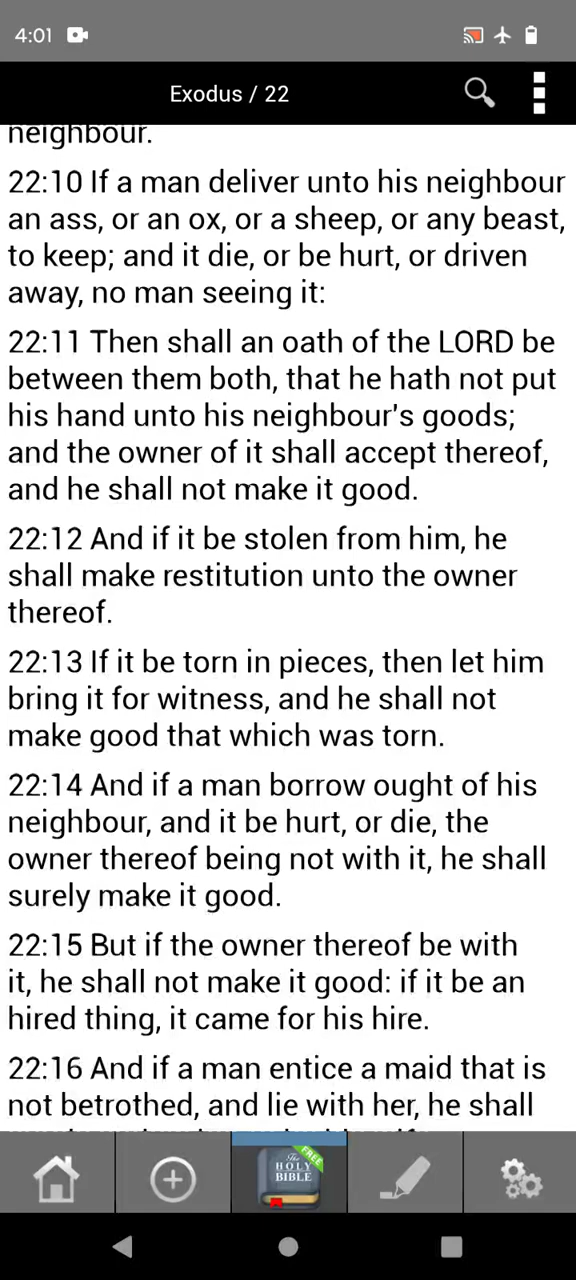 4:01
Exodus / 22
neighbour.
22:10 If a man deliver unto his neighbour
an ass, or an ox, or a sheep, or any beast,
to keep; and it die, or be hurt, or driven
away, no man seeing it:
22:11 Then shall an oath of the LORD be
between them both, that he hath not put
his hand unto his neighbour's goods;
and the owner of it shall accept thereof,
and he shall not make it good.
22:12 And if it be stolen from him, he
shall make restitution unto the owner
thereof.
22:13 If it be torn in pieces, then let him
bring it for witness, and he shall not
make good that which was torn.
22:14 And if a man borrow ought of his
neighbour, and it be hurt, or die, the
owner thereof being not with it, he shall
surely make it good.
22:15 But if the owner thereof be with
it, he shall not make it good: if it be an
hired thing, it came for his hire.
22:16 And if a man entice a maid that is
not betrothed, and lie with her, he shall
The
HOLY
BIBLE
FREE